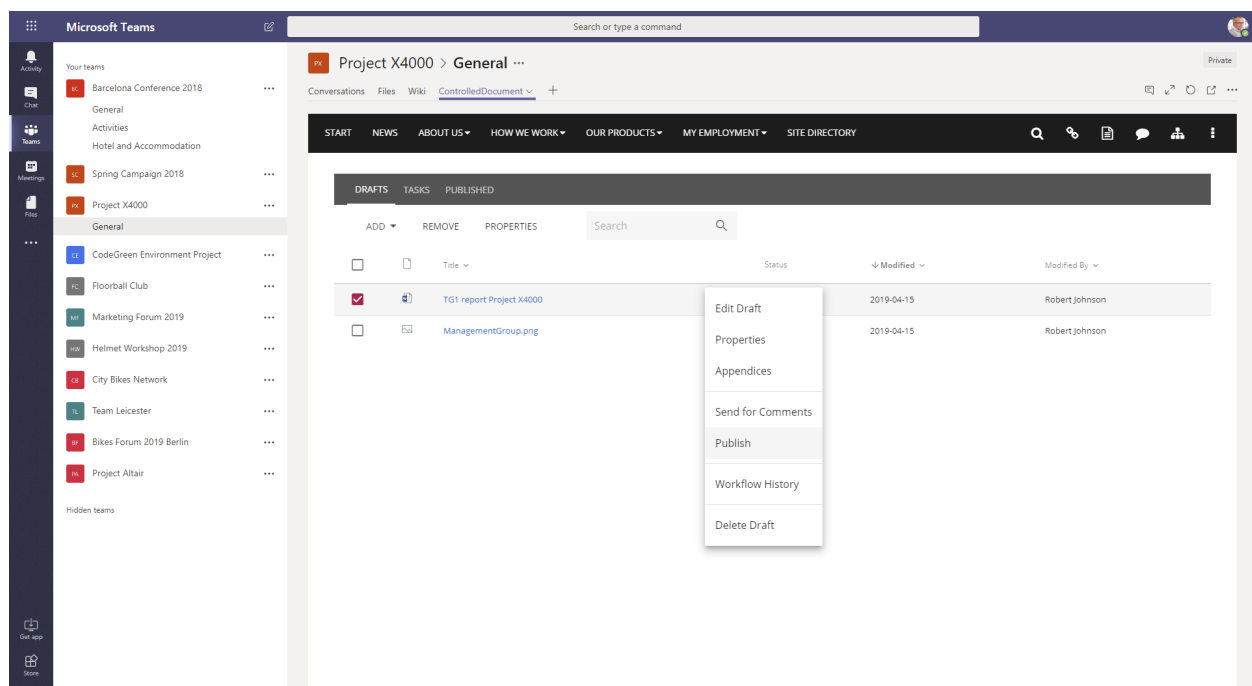 Microsoft Teams
Search or type a command
Activity
Chat
Teams
Meetings
Files
Get app
Store
Your teams
BC Barcelona Conference 2018
General
Activities
Hotel and Accommodation
SC Spring Campaign 2018
PX Project X4000
General
CE CodeGreen Environment Project
FC Floorball Club
MF Marketing Forum 2019
HW Helmet Workshop 2019
CB City Bikes Network
TL Team Leicester
BF Bikes Forum 2019 Berlin
PA Project Altair
Hidden teams
PX Project X4000 > General ···
Private
Conversations Files Wiki ControlledDocument
START NEWS ABOUT US HOW WE WORK OUR PRODUCTS MY EMPLOYMENT SITE DIRECTORY
DRAFTS TASKS PUBLISHED
ADD REMOVE PROPERTIES Search
Title Status Modified Modified By
TG1 report Project X4000 2019-04-15 Robert Johnson
ManagementGroup.png 2019-04-15 Robert Johnson
Edit Draft
Properties
Appendices
Send for Comments
Publish
Workflow History
Delete Draft